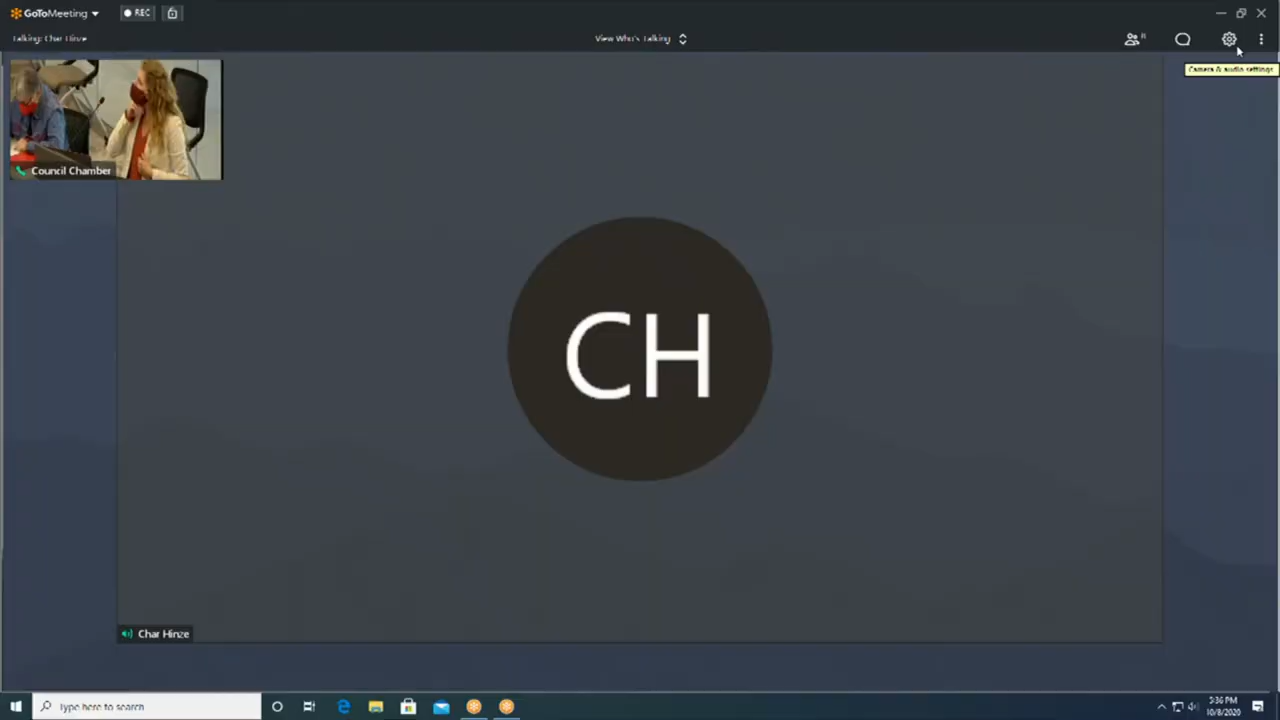 GoToMeeting
REC
Talking: Char Hinze
View Who's Talking
Camera & audio settings
Council Chamber
CH
Char Hinze
Type here to search
3:36 PM
10/8/2020